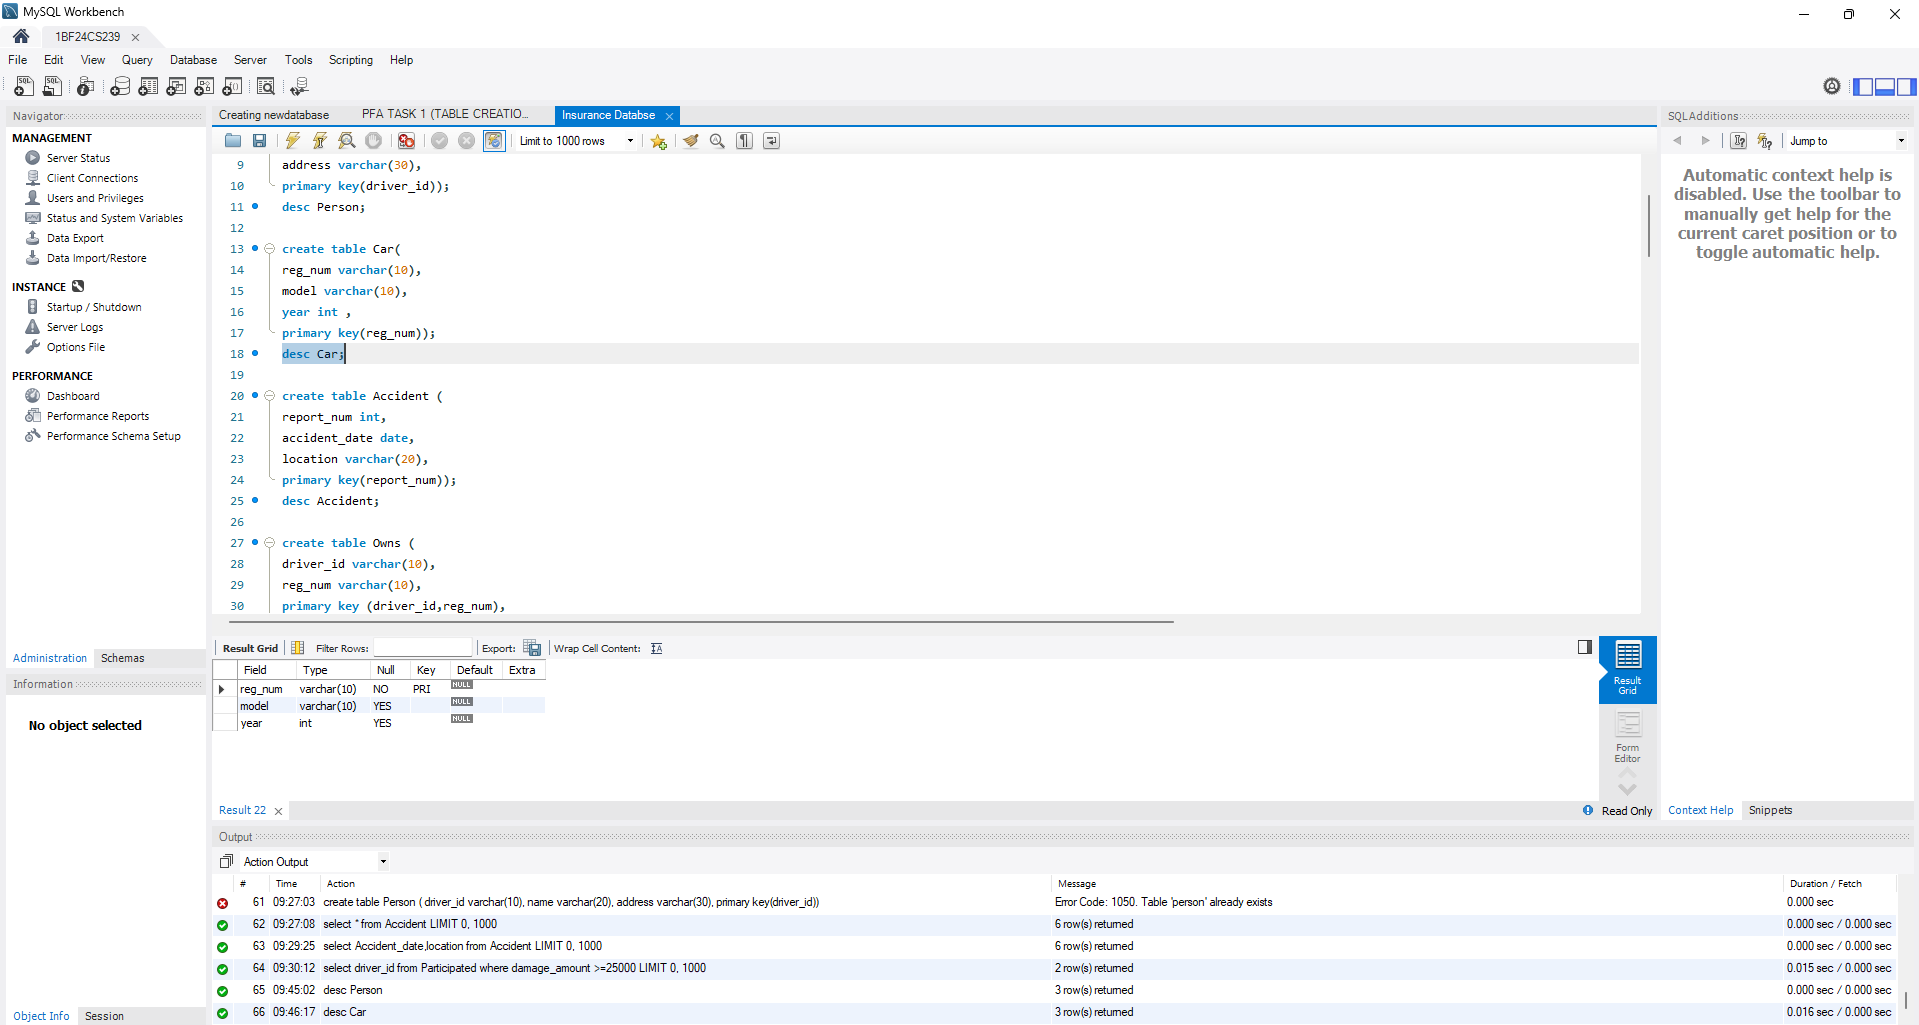 MySQL Workbench
1BF24CS239
File Edit View Query Database Server Tools Scripting Help
Navigator
MANAGEMENT
Server Status
Client Connections
Users and Privileges
Status and System Variables
Data Export
Data Import/Restore
INSTANCE
Startup / Shutdown
Server Logs
Options File
PERFORMANCE
Dashboard
Performance Reports
Performance Schema Setup
Administration Schemas
Information
No object selected
Object Info Session
Creating newdatabase PFA TASK 1 (TABLE CREATIO... Insurance Databse
Limit to 1000 rows
9 address varchar(30),
10 primary key(driver_id));
11 desc Person;
12
13 create table Car(
14 reg_num varchar(10),
15 model varchar(10),
16 year int ,
17 primary key(reg_num));
18 desc Car;
19
20 create table Accident (
21 report_num int,
22 accident_date date,
23 location varchar(20),
24 primary key(report_num));
25 desc Accident;
26
27 create table Owns (
28 driver_id varchar(10),
29 reg_num varchar(10),
30 primary key (driver_id,reg_num),
Result Grid Filter Rows: Export: Wrap Cell Content:
Field Type Null Key Default Extra
reg_num varchar(10) NO PRI NULL
model varchar(10) YES NULL
year int YES NULL
Result Grid
Form Editor
Result 22
Read Only
Output
Action Output
# Time Action Message Duration / Fetch
61 09:27:03 create table Person ( driver_id varchar(10), name varchar(20), address varchar(30), primary key(driver_id)) Error Code: 1050. Table 'person' already exists 0.000 sec
62 09:27:08 select * from Accident LIMIT 0, 1000 6 row(s) returned 0.000 sec / 0.000 sec
63 09:29:25 select Accident_date,location from Accident LIMIT 0, 1000 6 row(s) returned 0.000 sec / 0.000 sec
64 09:30:12 select driver_id from Participated where damage_amount >=25000 LIMIT 0, 1000 2 row(s) returned 0.015 sec / 0.000 sec
65 09:45:02 desc Person 3 row(s) returned 0.000 sec / 0.000 sec
66 09:46:17 desc Car 3 row(s) returned 0.016 sec / 0.000 sec
SQLAdditions
Jump to
Automatic context help is
disabled. Use the toolbar to
manually get help for the
current caret position or to
toggle automatic help.
Context Help Snippets